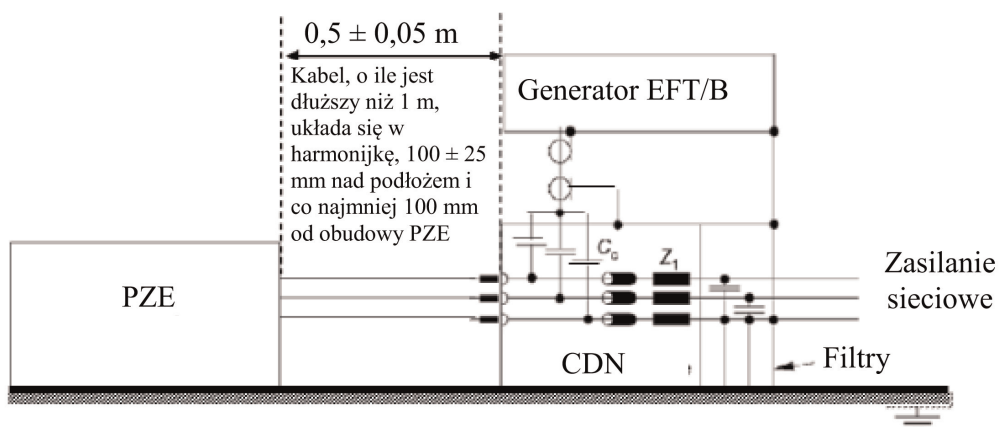 0,5 ± 0,05 m
Kabel, o ile jest
dłuższy niż 1 m,
układa się w
harmonijkę, 100 ± 25
mm nad podłożem i
co najmniej 100 mm
od obudowy PZE
Generator EFT/B
PZE
Z1
Zasilanie
sieciowe
CDN
Filtry